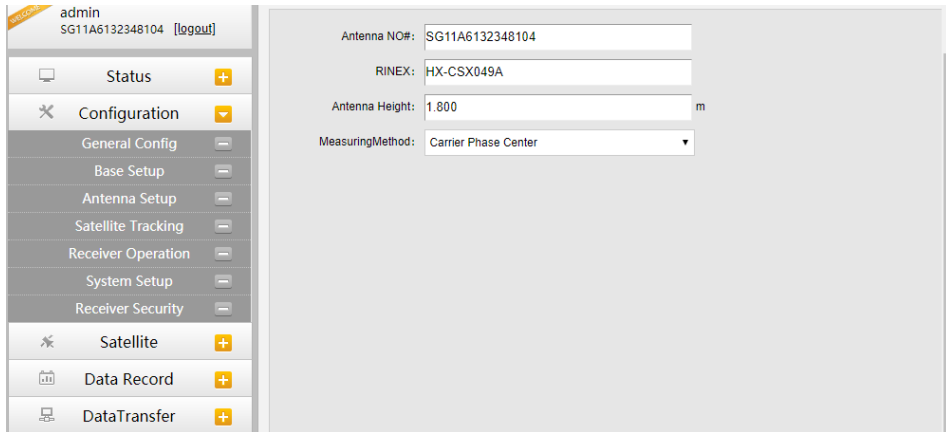 WELCOME
admin
SG11A6132348104 [logout]
Status
Configuration
General Config
Base Setup
Antenna Setup
Satellite Tracking
Receiver Operation
System Setup
Receiver Security
Satellite
Data Record
DataTransfer
Antenna NO#: SG11A6132348104
RINEX: HX-CSX049A
Antenna Height: 1.800 m
MeasuringMethod: Carrier Phase Center